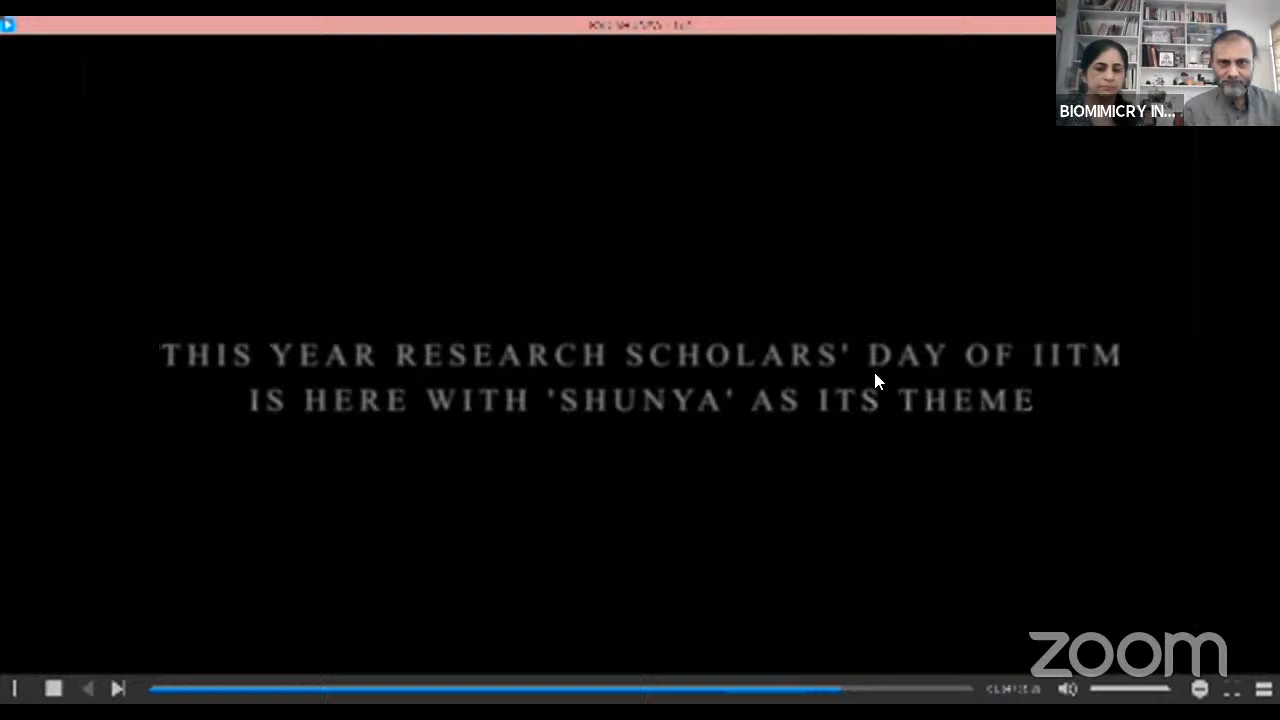 BIOMIMICRY IN...
THIS YEAR RESEARCH SCHOLARS' DAY OF IITM
IS HERE WITH 'SHUNYA' AS ITS THEME
zoom